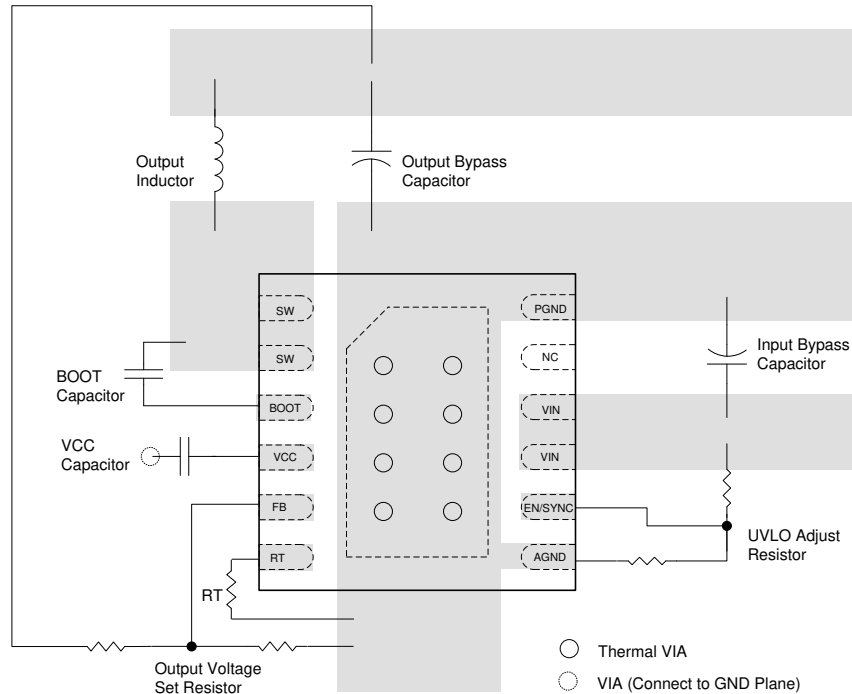 Output
Inductor
Output Bypass
Capacitor
SW
PGND
SW
NC
Input Bypass
Capacitor
BOOT
Capacitor
BOOT
VIN
VCC
Capacitor
VCC
VIN
FB
EN/SYNC
UVLO Adjust
Resistor
RT
AGND
RT
Output Voltage
Set Resistor
Thermal VIA
VIA (Connect to GND Plane)